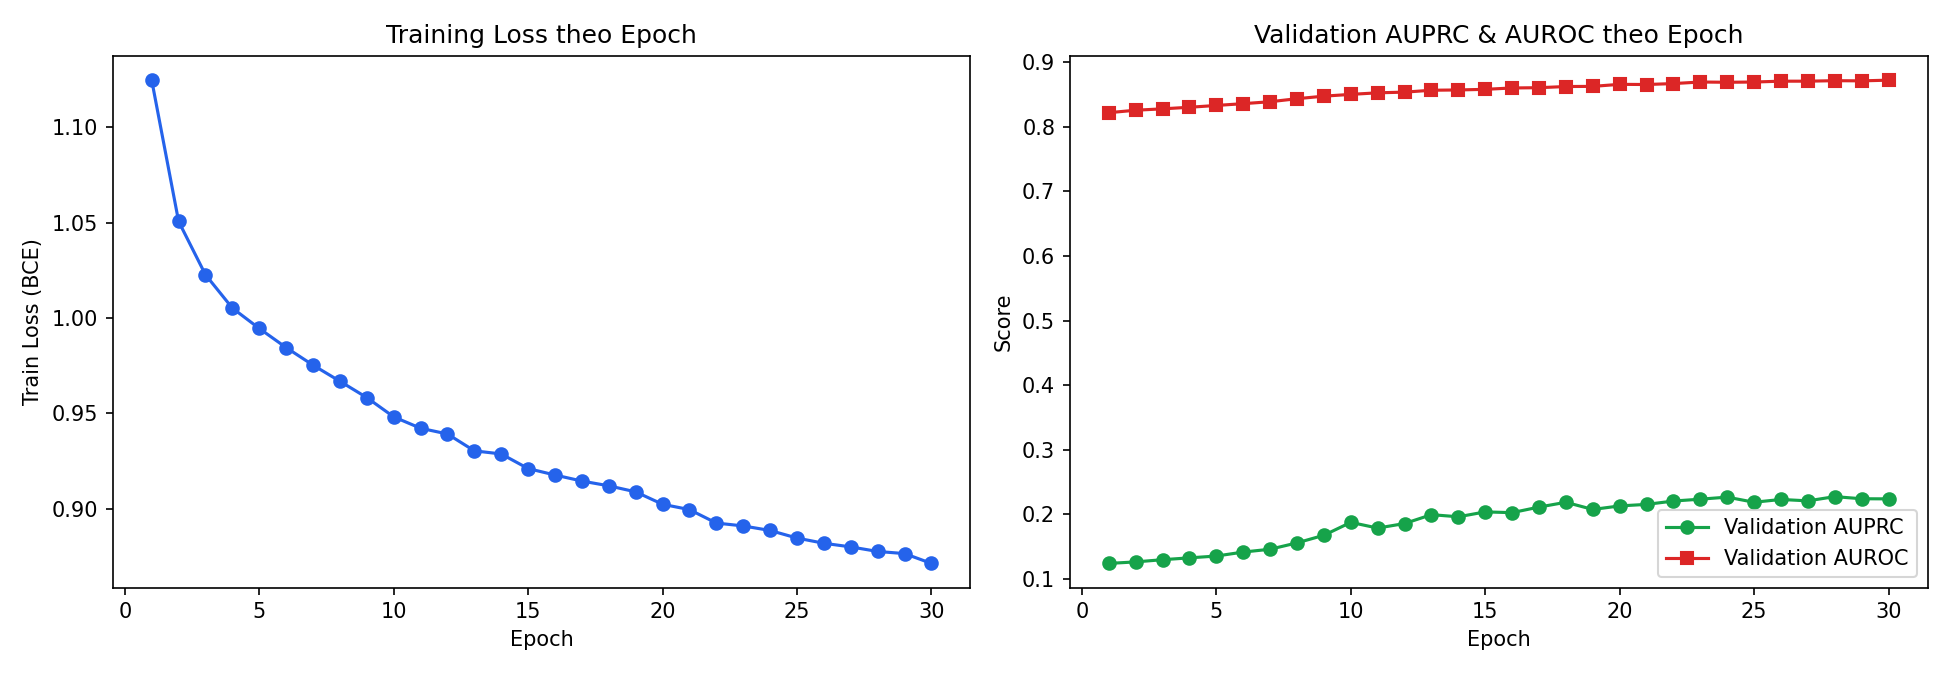 Training Loss theo Epoch
Train Loss (BCE)
1.10
1.05
1.00
0.95
0.90
0 5 10 15 20 25 30
Epoch
Validation AUPRC & AUROC theo Epoch
Score
0.9
0.8
0.7
0.6
0.5
0.4
0.3
0.2
0.1
Validation AUPRC
Validation AUROC
0 5 10 15 20 25 30
Epoch